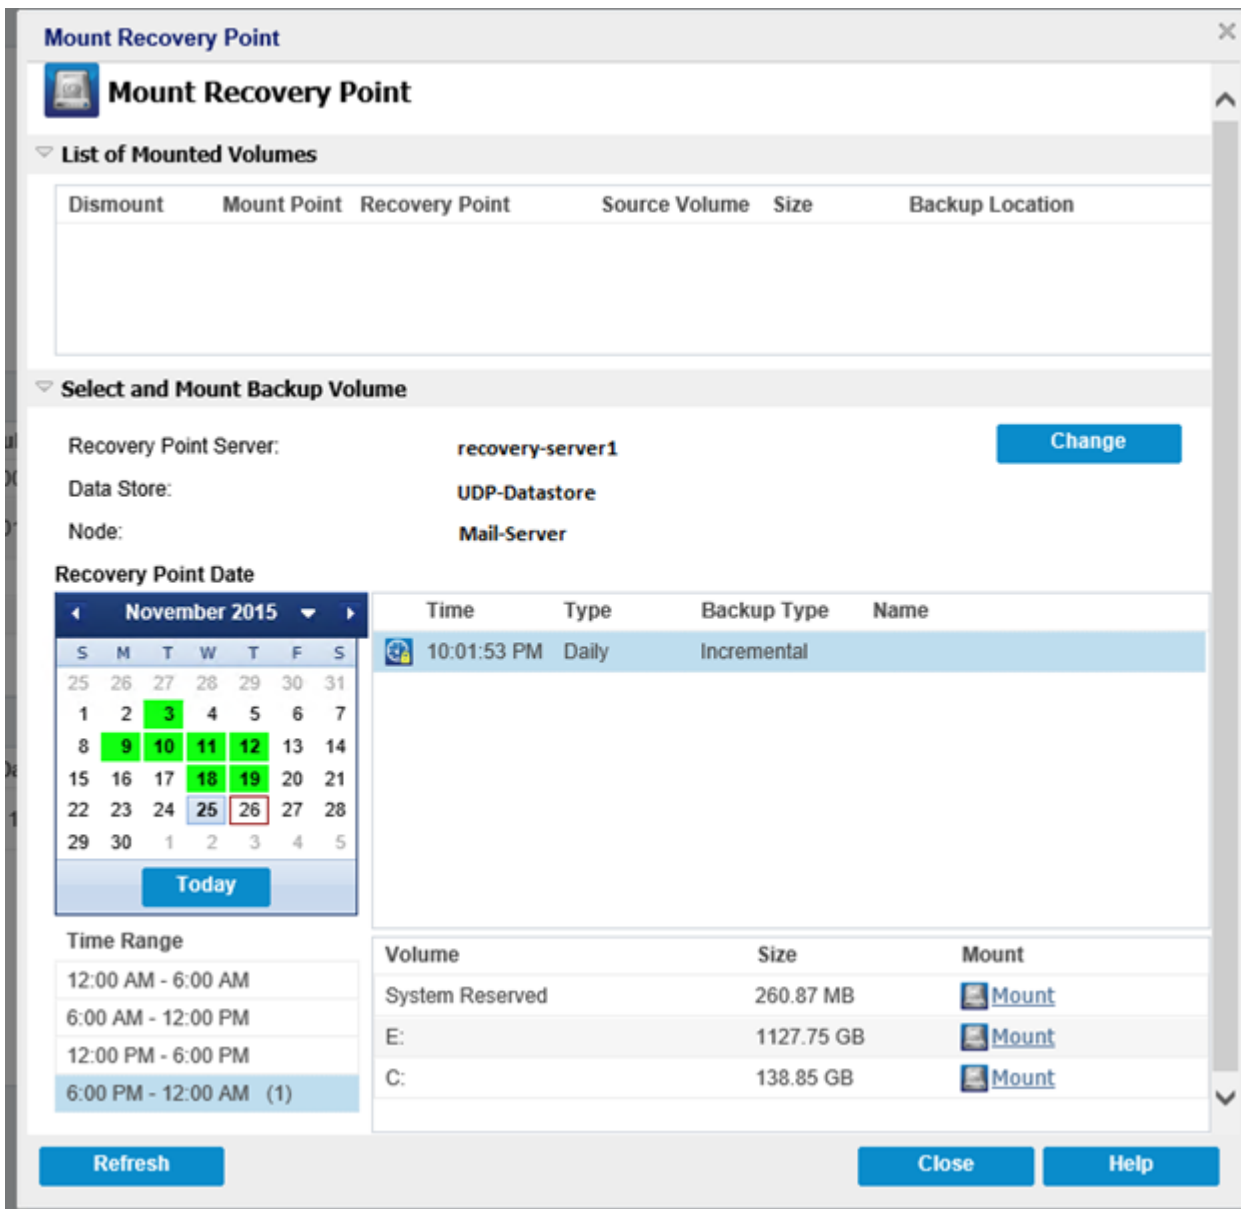 Mount Recovery Point
Mount Recovery Point
List of Mounted Volumes
Dismount Mount Point Recovery Point Source Volume Size Backup Location
Select and Mount Backup Volume
Recovery Point Server: recovery-server1 Change
Data Store: UDP-Datastore
Node: Mail-Server
Recovery Point Date
November 2015
S M T W T F S
25 26 27 28 29 30 31
1 2 3 4 5 6 7
8 9 10 11 12 13 14
15 16 17 18 19 20 21
22 23 24 25 26 27 28
29 30 1 2 3 4 5
Today
Time Type Backup Type Name
10:01:53 PM Daily Incremental
Time Range
12:00 AM - 6:00 AM
6:00 AM - 12:00 PM
12:00 PM - 6:00 PM
6:00 PM - 12:00 AM (1)
Volume Size Mount
System Reserved 260.87 MB Mount
E: 1127.75 GB Mount
C: 138.85 GB Mount
Refresh Close Help